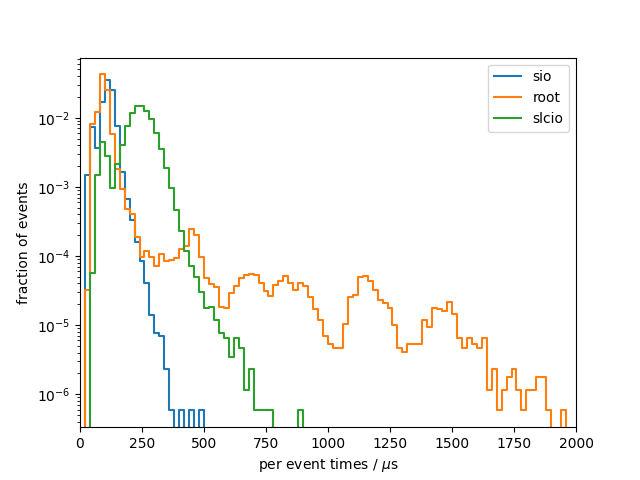 sio
root
slcio
fraction of events
10⁻²
10⁻³
10⁻⁴
10⁻⁵
10⁻⁶
0 250 500 750 1000 1250 1500 1750 2000
per event times / μs